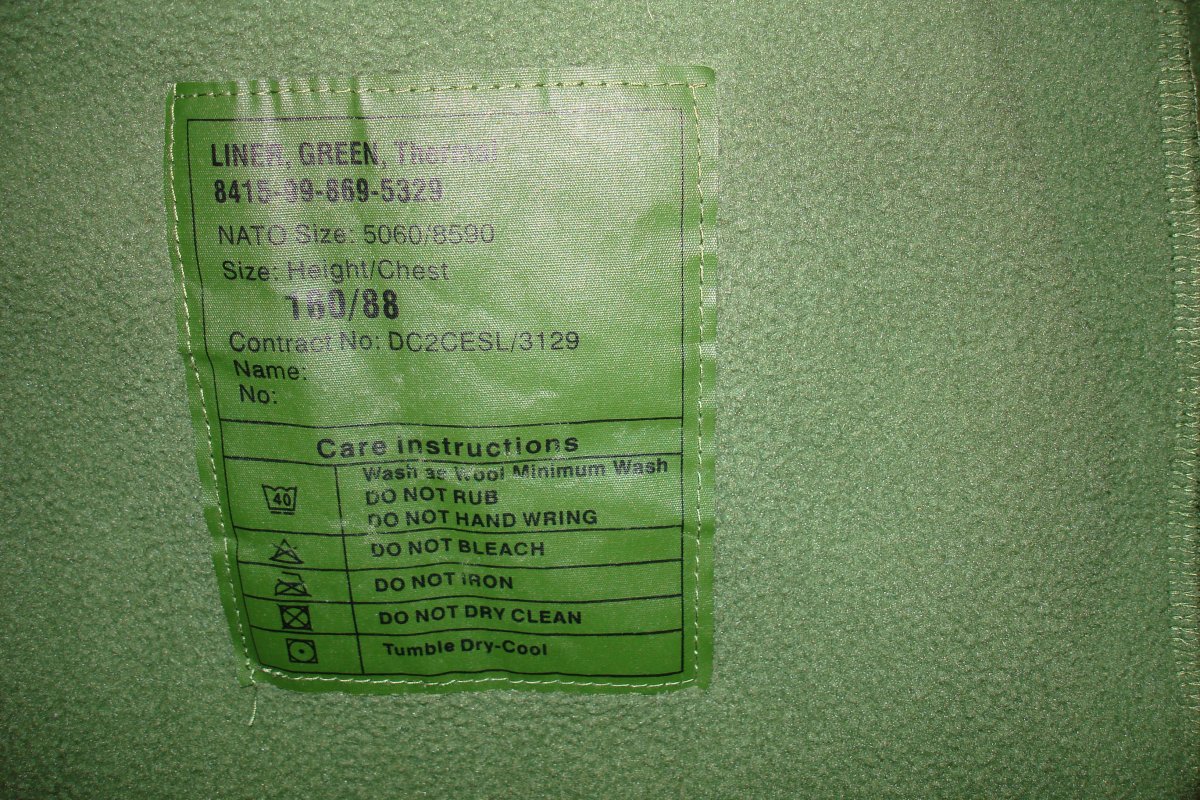 LINER, GREEN, Thermal
8415-99-869-5329
NATO Size: 5060/8590
Size: Height/Chest
160/88
Contract No: DC2CESL/3129
Name:
No:
Care instructions
40
Wash as Wool Minimum Wash
DO NOT RUB
DO NOT HAND WRING
DO NOT BLEACH
DO NOT IRON
DO NOT DRY CLEAN
Tumble Dry-Cool